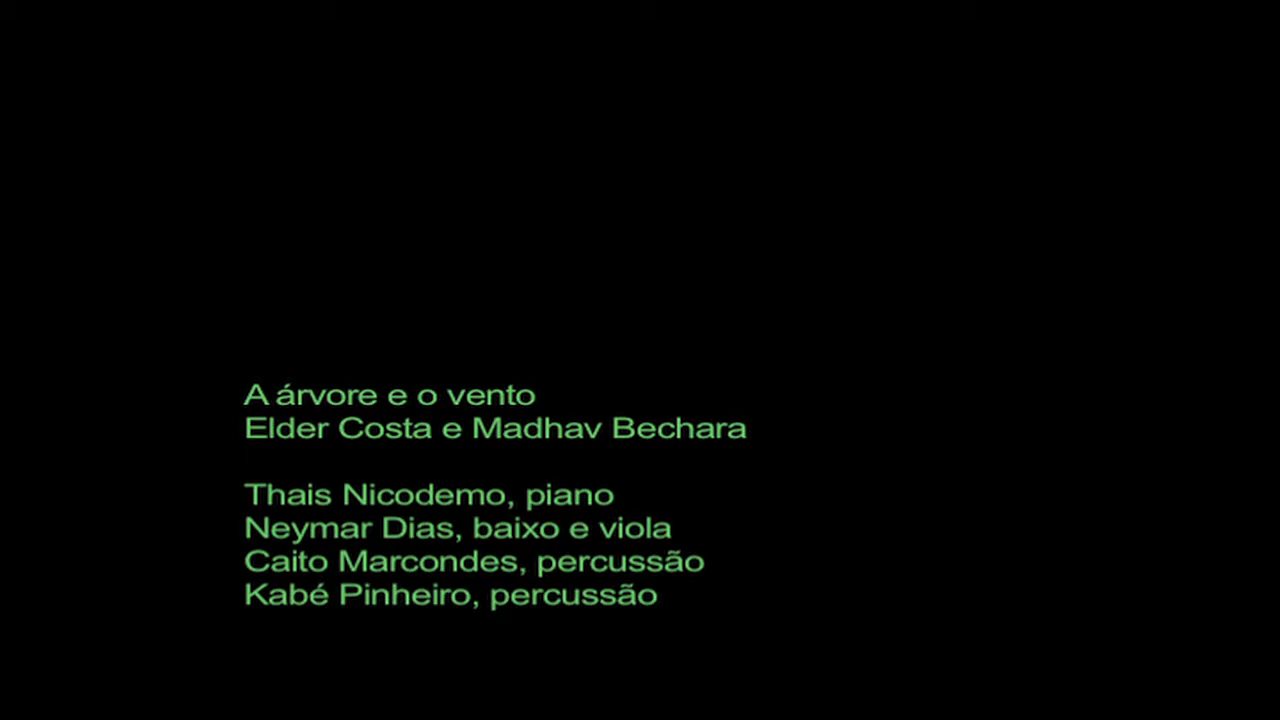 A árvore e o vento
Elder Costa e Madhav Bechara
Thais Nicodemo, piano
Neymar Dias, baixo e viola
Caito Marcondes, percussão
Kabé Pinheiro, percussão